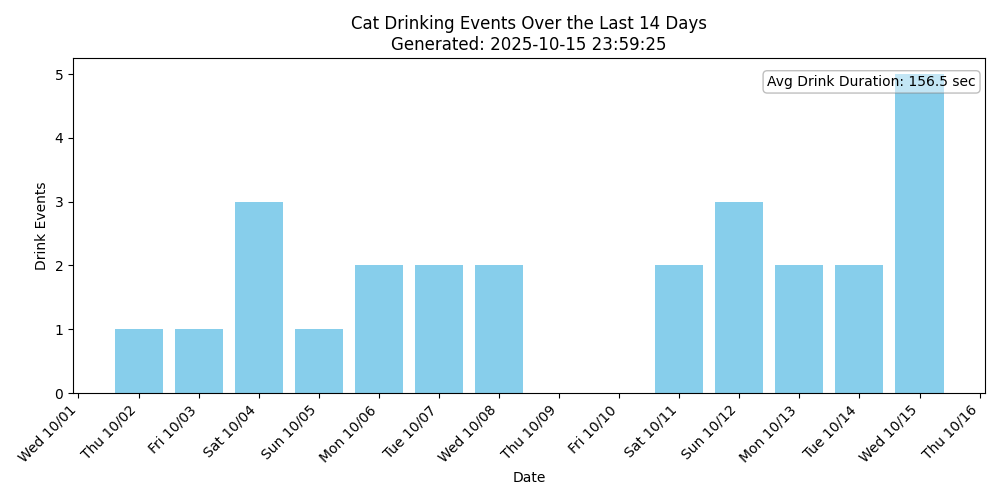 Cat Drinking Events Over the Last 14 Days
Generated: 2025-10-15 23:59:25
Avg Drink Duration: 156.5 sec
Drink Events
5
4
3
2
1
0
Wed 10/01
Thu 10/02
Fri 10/03
Sat 10/04
Sun 10/05
Mon 10/06
Tue 10/07
Wed 10/08
Thu 10/09
Fri 10/10
Sat 10/11
Sun 10/12
Mon 10/13
Tue 10/14
Wed 10/15
Thu 10/16
Date